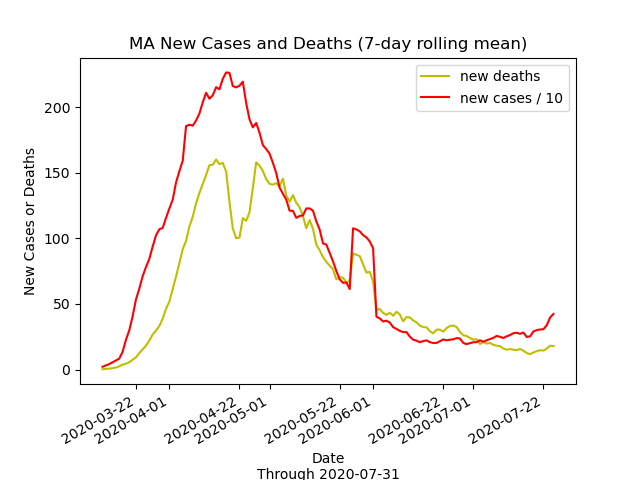 MA New Cases and Deaths (7-day rolling mean)
new deaths
new cases / 10
New Cases or Deaths
200
150
100
50
0
2020-03-22
2020-04-01
2020-04-22
2020-05-01
2020-05-22
2020-06-01
2020-06-22
2020-07-01
2020-07-22
Date
Through 2020-07-31